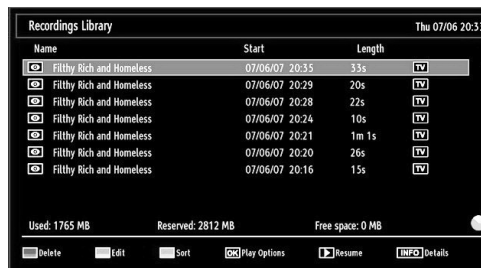 Recordings Library Thu 07/06 20:3
Name Start Length
Filthy Rich and Homeless 07/06/07 20:35 33s TV
Filthy Rich and Homeless 07/06/07 20:29 20s TV
Filthy Rich and Homeless 07/06/07 20:28 22s TV
Filthy Rich and Homeless 07/06/07 20:24 10s TV
Filthy Rich and Homeless 07/06/07 20:21 1m 1s TV
Filthy Rich and Homeless 07/06/07 20:20 26s TV
Filthy Rich and Homeless 07/06/07 20:16 15s TV
Used: 1765 MB Reserved: 2812 MB Free space: 0 MB
Delete Edit Sort OK Play Options Resume INFO Details